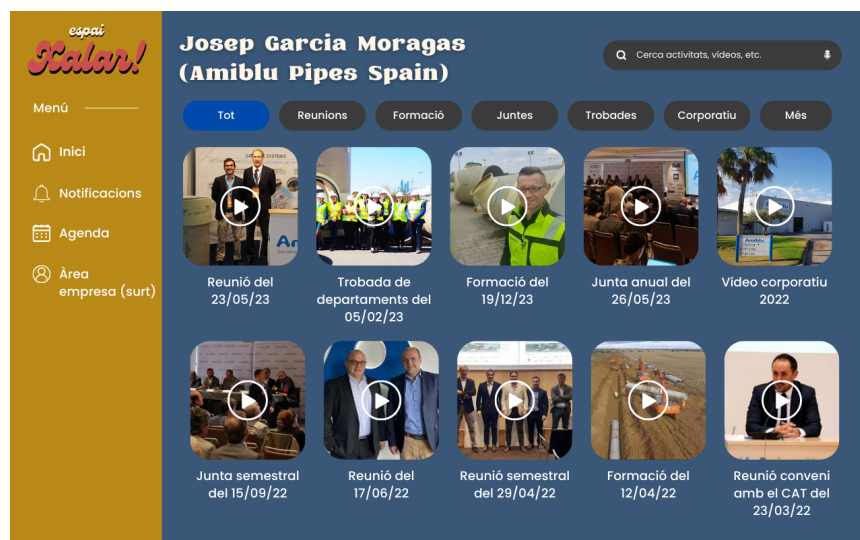 espai
Xalar!
Josep Garcia Moragas
(Amiblu Pipes Spain)
Cerca activitats, videos, etc.
Menú
Inici
Notificacions
Agenda
Àrea
empresa (surt)
Tot
Reunions
Formació
Juntes
Trobades
Corporatiu
Més
Reunió del
23/05/23
Trobada de
departaments del
05/02/23
Formació del
19/12/23
Junta anual del
26/05/23
Amiblu
Vídeo corporatiu
2022
Junta semestral
del 15/09/22
Reunió del
17/06/22
Reunió semestral
del 29/04/22
Formació del
12/04/22
Reunió conveni
amb el CAT del
23/03/22